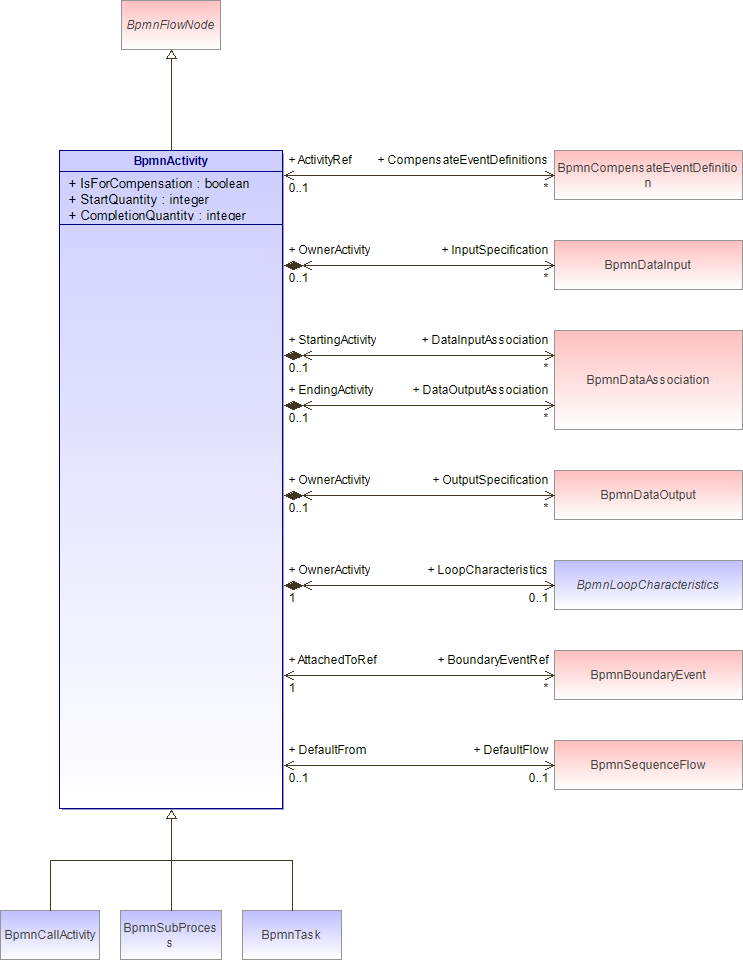 BpmnFlowNode
BpmnActivity
+ IsForCompensation : boolean
+ StartQuantity : integer
+ CompletionQuantity : integer
+ ActivityRef
+ CompensateEventDefinitions
0..1
*
BpmnCompensateEventDefinitio
n
+ OwnerActivity
+ InputSpecification
0..1
*
BpmnDataInput
+ StartingActivity
+ DataInputAssociation
0..1
*
+ EndingActivity
+ DataOutputAssociation
0..1
*
BpmnDataAssociation
+ OwnerActivity
+ OutputSpecification
0..1
*
BpmnDataOutput
+ OwnerActivity
+ LoopCharacteristics
1
0..1
BpmnLoopCharacteristics
+ AttachedToRef
+ BoundaryEventRef
1
*
BpmnBoundaryEvent
+ DefaultFrom
+ DefaultFlow
0..1
0..1
BpmnSequenceFlow
BpmnCallActivity
BpmnSubProces
s
BpmnTask